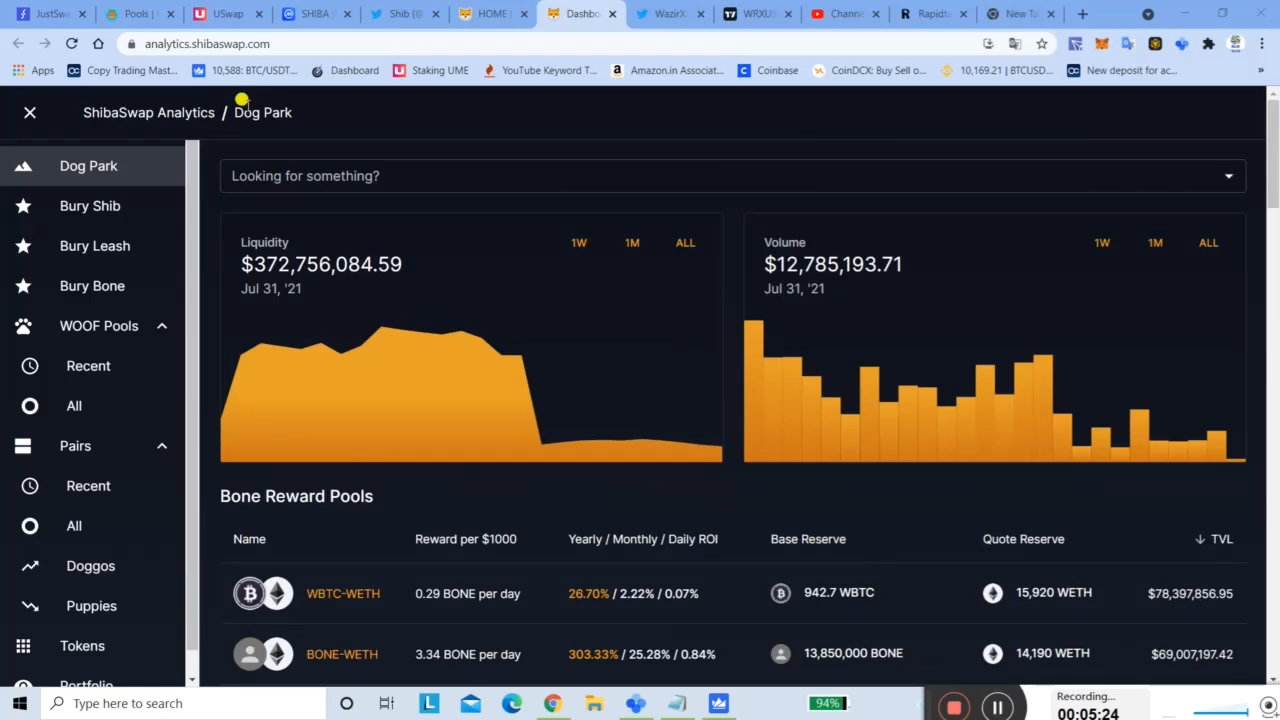 JustSw
Pools |
USwap
SHIBA
Shib (@
HOME |
Dashbo
WazirX
WRXUS
Channe
Rapidta
New Ta
analytics.shibaswap.com
Apps
Copy Trading Mast...
10,588: BTC/USDT...
Dashboard
Staking UME
YouTube Keyword T...
Amazon.in Associat...
Coinbase
CoinDCX: Buy Sell o...
10,169.21 | BTCUSD...
New deposit for ac...
»
ShibaSwap Analytics / Dog Park
Dog Park
Bury Shib
Bury Leash
Bury Bone
WOOF Pools
Recent
All
Pairs
Recent
All
Doggos
Puppies
Tokens
Portfolio
Looking for something?
Liquidity
1W 1M ALL
$372,756,084.59
Jul 31, '21
Volume
1W 1M ALL
$12,785,193.71
Jul 31, '21
Bone Reward Pools
Name Reward per $1000 Yearly / Monthly / Daily ROI Base Reserve Quote Reserve TVL
WBTC-WETH 0.29 BONE per day 26.70% / 2.22% / 0.07% 942.7 WBTC 15,920 WETH $78,397,856.95
BONE-WETH 3.34 BONE per day 303.33% / 25.28% / 0.84% 13,850,000 BONE 14,190 WETH $69,007,197.42
Type here to search
94%
Recording...
00:05:24